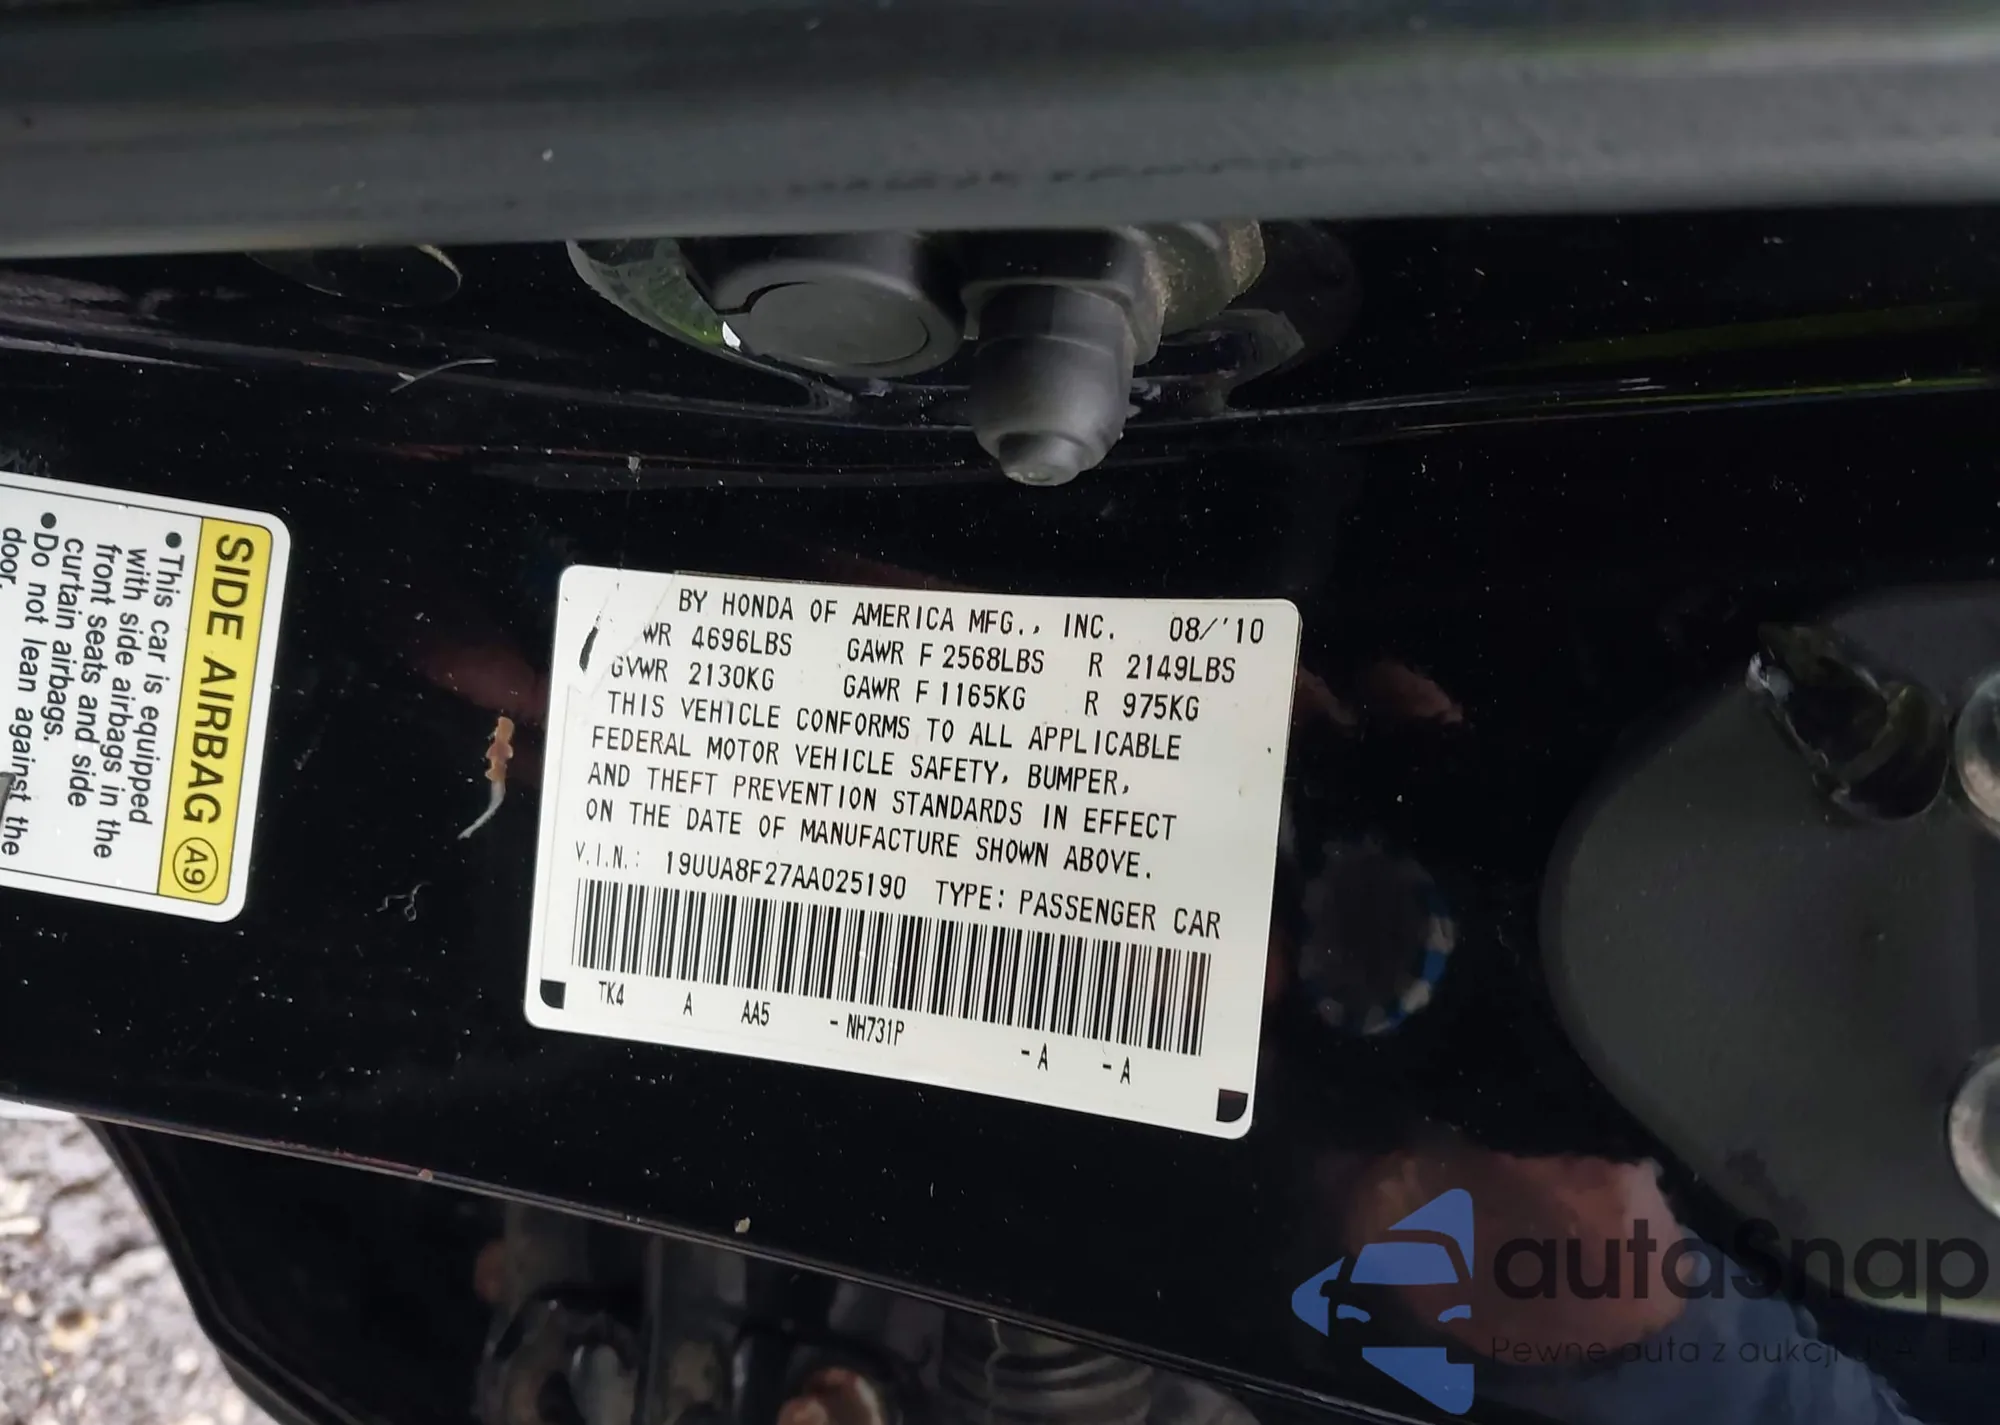 SIDE AIRBAG A9
●This car is equipped
with side airbags in the
front seats and side
curtain airbags.
●Do not lean against the
door.
BY HONDA OF AMERICA MFG., INC. 08/'10
WR 4696LBS GAWR F 2568LBS R 2149LBS
GVWR 2130KG GAWR F 1165KG R 975KG
THIS VEHICLE CONFORMS TO ALL APPLICABLE
FEDERAL MOTOR VEHICLE SAFETY, BUMPER,
AND THEFT PREVENTION STANDARDS IN EFFECT
ON THE DATE OF MANUFACTURE SHOWN ABOVE.
V.I.N.: 19UUA8F27AA025190 TYPE: PASSENGER CAR
TK4 A AA5 - NH731P - A - A
autaSnap
Pewne auta z aukcji